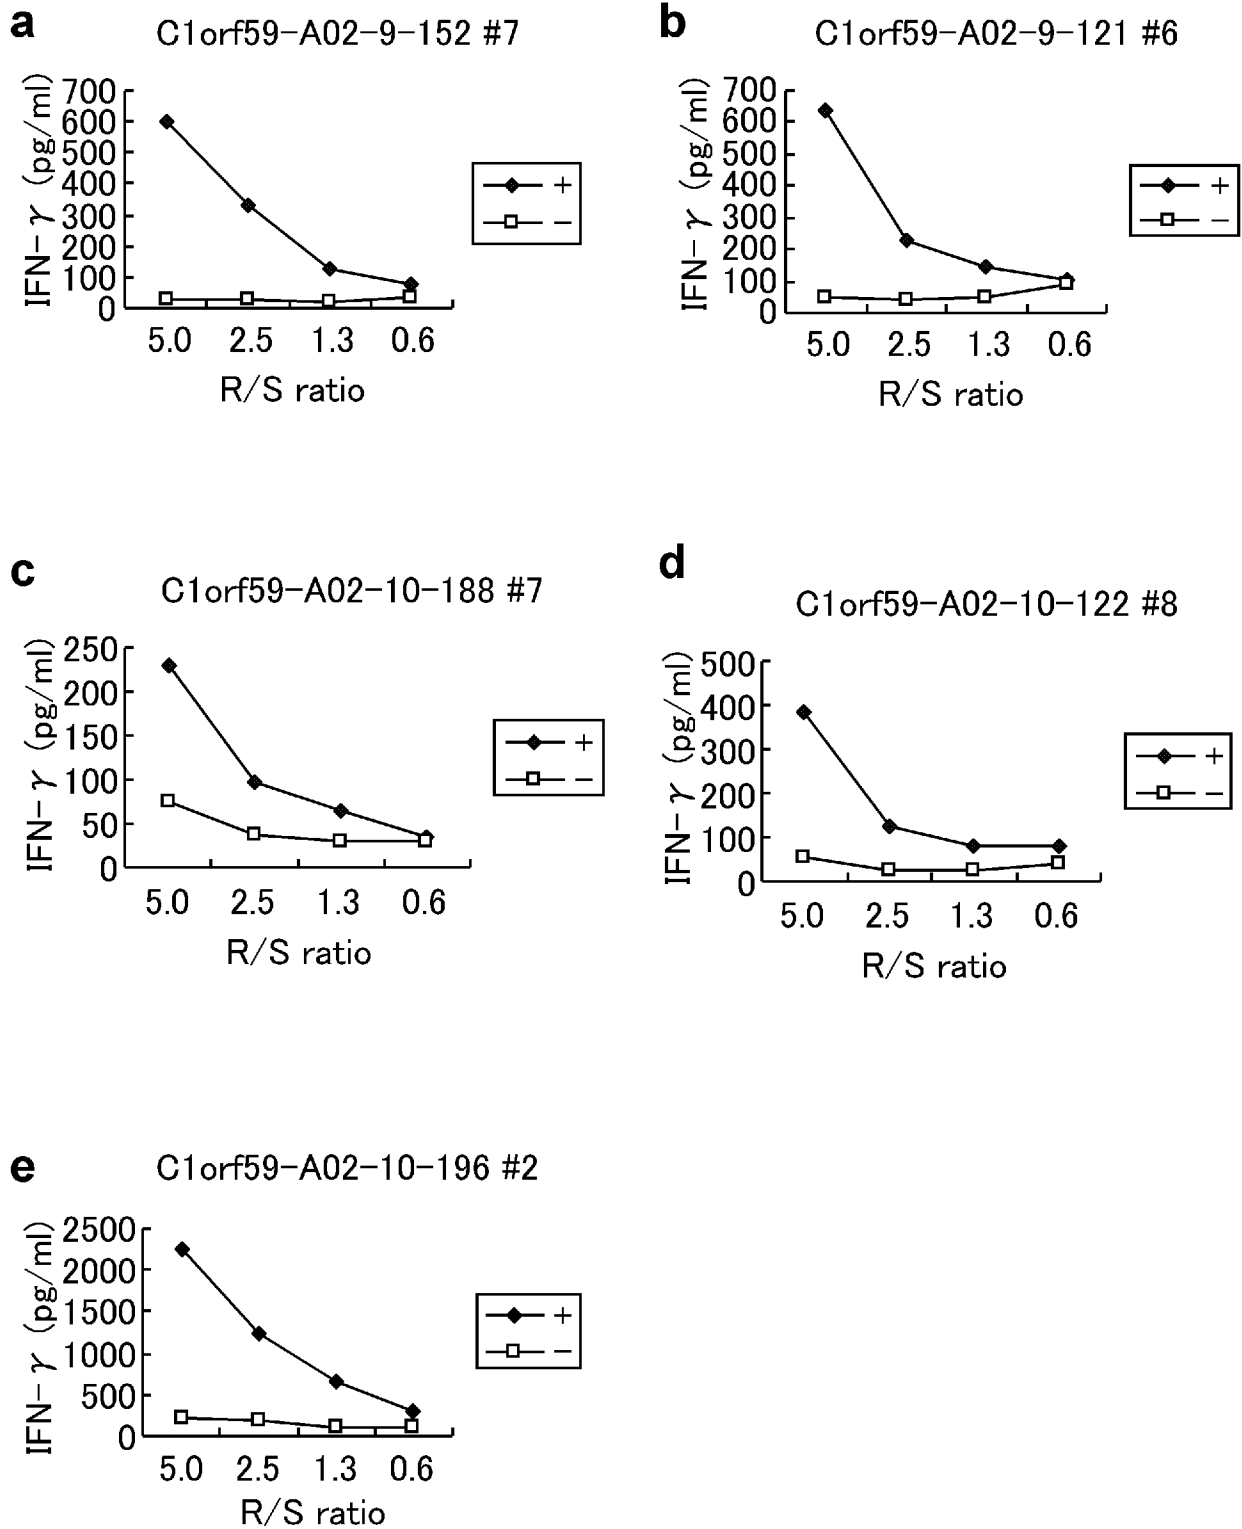 a
C1orf59-A02-9-152 #7
IFN-γ (pg/ml)
700
600
500
400
300
200
100
0
5.0 2.5 1.3 0.6
R/S ratio
+
-
b
C1orf59-A02-9-121 #6
IFN-γ (pg/ml)
700
600
500
400
300
200
100
0
5.0 2.5 1.3 0.6
R/S ratio
+
-
c
C1orf59-A02-10-188 #7
IFN-γ (pg/ml)
250
200
150
100
50
0
5.0 2.5 1.3 0.6
R/S ratio
+
-
d
C1orf59-A02-10-122 #8
IFN-γ (pg/ml)
500
400
300
200
100
0
5.0 2.5 1.3 0.6
R/S ratio
+
-
e
C1orf59-A02-10-196 #2
IFN-γ (pg/ml)
2500
2000
1500
1000
500
0
5.0 2.5 1.3 0.6
R/S ratio
+
-